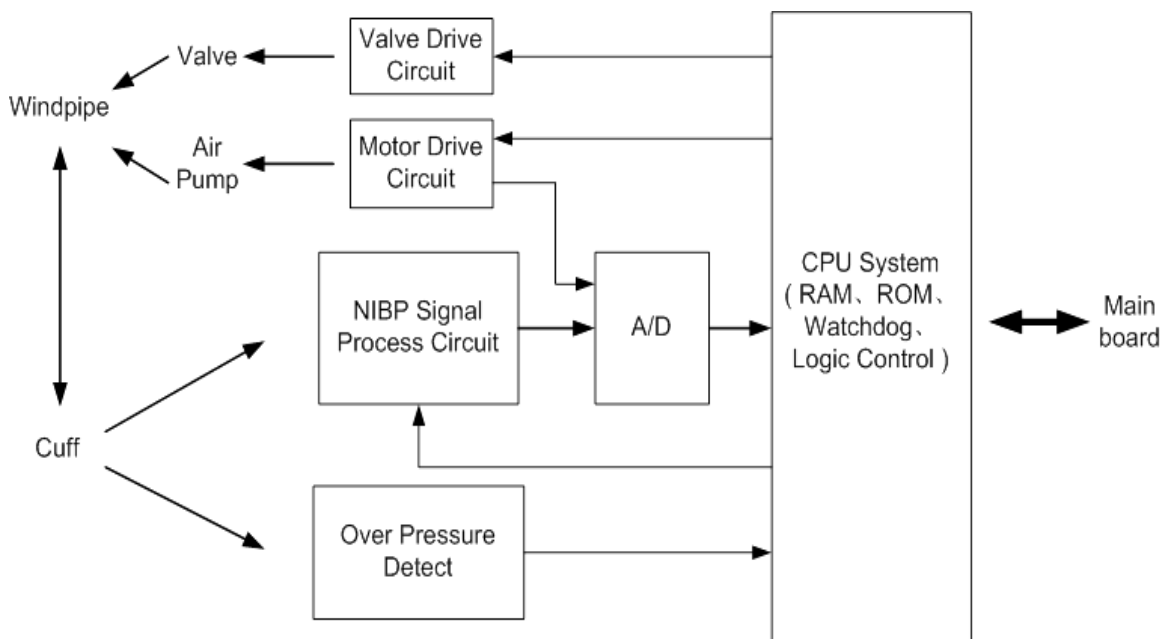 Valve Drive
Circuit
Valve
Windpipe
Air
Pump
Motor Drive
Circuit
NIBP Signal
Process Circuit
A/D
CPU System
( RAM、ROM、
Watchdog、
Logic Control )
Main
board
Cuff
Over Pressure
Detect